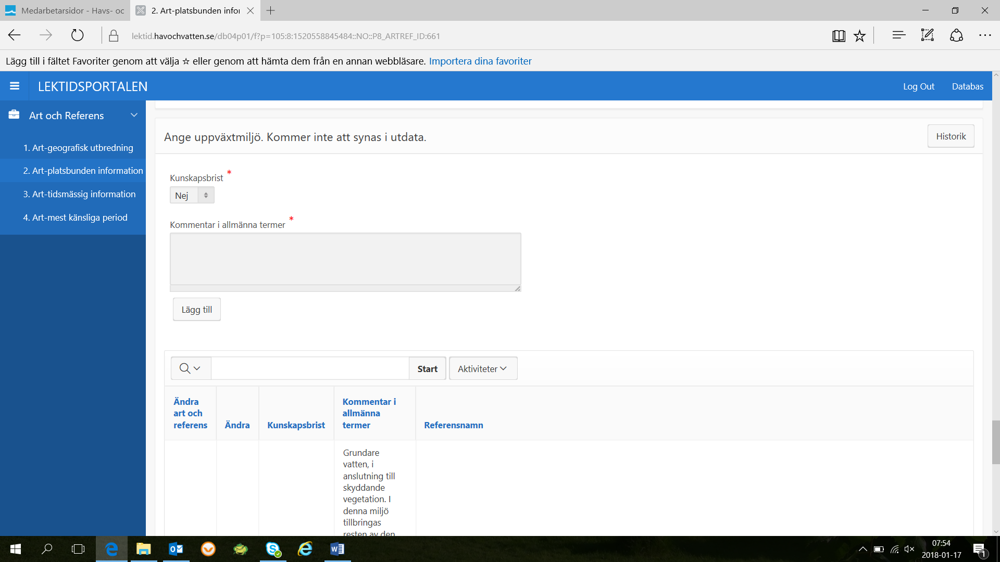 Medarbetarsidor - Havs- oc
2. Art-platsbunden infor
lektid.havochvatten.se/db04p01/f?p=105:8:1520558845484::NO::P8_ARTREF_ID:661
Lägg till i fältet Favoriter genom att välja ☆ eller genom att hämta dem från en annan webbläsare. Importera dina favoriter
LEKTIDSPORTALEN
Log Out
Databas
Art och Referens
1. Art-geografisk utbredning
2. Art-platsbunden information
3. Art-tidsmässig information
4. Art-mest känsliga period
Ange uppväxtmiljö. Kommer inte att synas i utdata.
Historik
Kunskapsbrist *
Nej
Kommentar i allmänna termer *
Lägg till
Start
Aktiviteter
Ändra
art och
referens
Ändra
Kunskapsbrist
Kommentar i
allmänna
termer
Referensnamn
Grundare
vatten, i
anslutning till
skyddande
vegetation. I
denna miljö
tillbringas
resten av den
07:54
2018-01-17
1